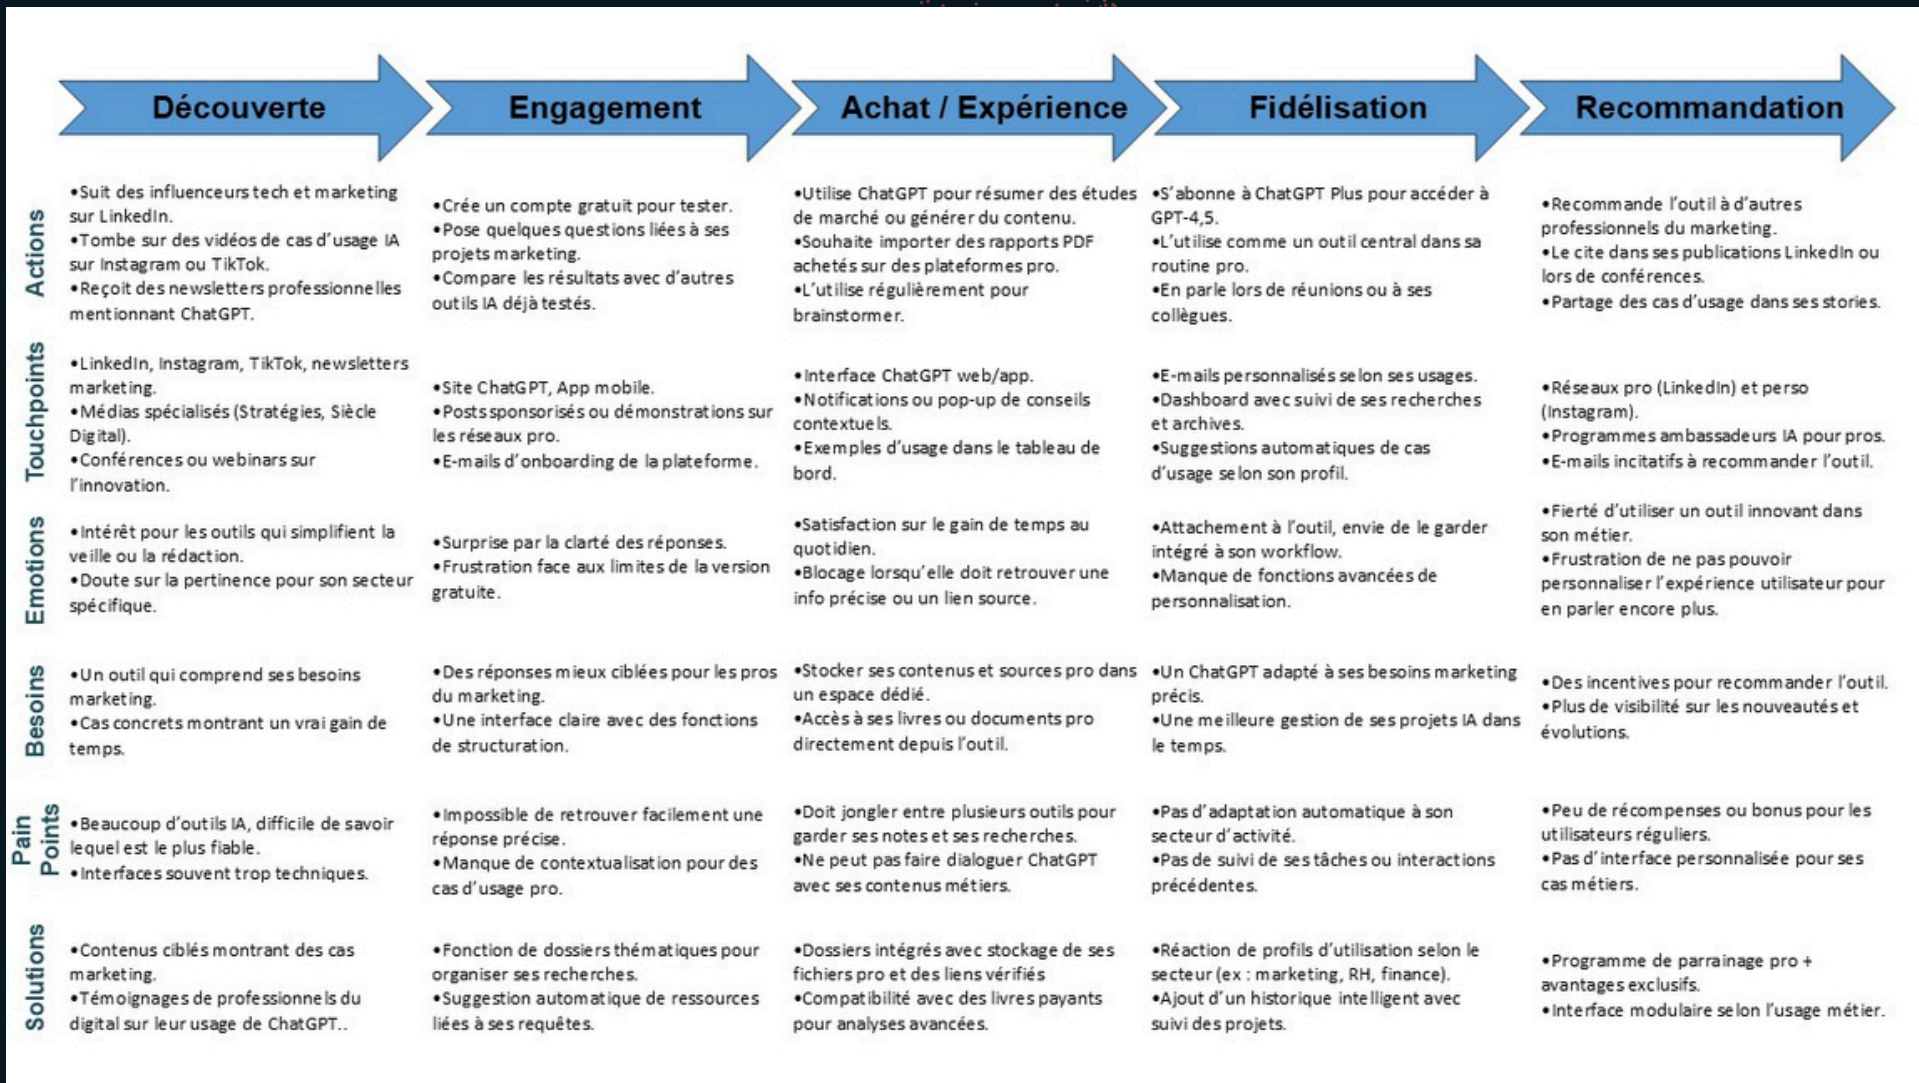 Découverte
Engagement
Achat / Expérience
Fidélisation
Recommandation
Actions
•Suit des influenceurs tech et marketing
sur LinkedIn.
•Tombe sur des vidéos de cas d'usage IA
sur Instagram ou TikTok.
•Reçoit des newsletters professionnelles
mentionnant ChatGPT.
•Crée un compte gratuit pour tester.
•Pose quelques questions liées à ses
projets marketing.
•Compare les résultats avec d'autres
outils IA déjà testés.
•Utilise ChatGPT pour résumer des études
de marché ou générer du contenu.
•Souhaite importer des rapports PDF
achetés sur des plateformes pro.
•L'utilise régulièrement pour
brainstormer.
•S'abonne à ChatGPT Plus pour accéder à
GPT-4,5.
•L'utilise comme un outil central dans sa
routine pro.
•En parle lors de réunions ou à ses
collègues.
•Recommande l'outil à d'autres
professionnels du marketing.
•Le cite dans ses publications LinkedIn ou
lors de conférences.
•Partage des cas d'usage dans ses stories.
Touchpoints
•LinkedIn, Instagram, TikTok, newsletters
marketing.
•Médias spécialisés (Stratégies, Siècle
Digital).
•Conférences ou webinars sur
l'innovation.
•Site ChatGPT, App mobile.
•Posts sponsorisés ou démonstrations sur
les réseaux pro.
•E-mails d'onboarding de la plateforme.
•Interface ChatGPT web/app.
•Notifications ou pop-up de conseils
contextuels.
•Exemples d'usage dans le tableau de
bord.
•E-mails personnalisés selon ses usages.
•Dashboard avec suivi de ses recherches
et archives.
•Suggestions automatiques de cas
d'usage selon son profil.
•Réseaux pro (LinkedIn) et perso
(Instagram).
•Programmes ambassadeurs IA pour pros.
•E-mails incitatifs à recommander l'outil.
Emotions
•Intérêt pour les outils qui simplifient la
veille ou la rédaction.
•Doute sur la pertinence pour son secteur
spécifique.
•Surprise par la clarté des réponses.
•Frustration face aux limites de la version
gratuite.
•Satisfaction sur le gain de temps au
quotidien.
•Blocage lorsqu'elle doit retrouver une
info précise ou un lien source.
•Attachement à l'outil, envie de le garder
intégré à son workflow.
•Manque de fonctions avancées de
personnalisation.
•Fierté d'utiliser un outil innovant dans
son métier.
•Frustration de ne pas pouvoir
personnaliser l'expérience utilisateur pour
en parler encore plus.
Besoins
•Un outil qui comprend ses besoins
marketing.
•Cas concrets montrant un vrai gain de
temps.
•Des réponses mieux ciblées pour les pros
du marketing.
•Une interface claire avec des fonctions
de structuration.
•Stocker ses contenus et sources pro dans
un espace dédié.
•Accès à ses livres ou documents pro
directement depuis l'outil.
•Un ChatGPT adapté à ses besoins marketing
précis.
•Une meilleure gestion de ses projets IA dans
le temps.
•Des incentives pour recommander l'outil.
•Plus de visibilité sur les nouveautés et
évolutions.
Pain
Points
•Beaucoup d'outils IA, difficile de savoir
lequel est le plus fiable.
•Interfaces souvent trop techniques.
•Impossible de retrouver facilement une
réponse précise.
•Manque de contextualisation pour des
cas d'usage pro.
•Doit jongler entre plusieurs outils pour
garder ses notes et ses recherches.
•Ne peut pas faire dialoguer ChatGPT
avec ses contenus métiers.
•Pas d'adaptation automatique à son
secteur d'activité.
•Pas de suivi de ses tâches ou interactions
précédentes.
•Peu de récompenses ou bonus pour les
utilisateurs réguliers.
•Pas d'interface personnalisée pour ses
cas métiers.
Solutions
•Contenus ciblés montrant des cas
marketing.
•Témoignages de professionnels du
digital sur leur usage de ChatGPT..
•Fonction de dossiers thématiques pour
organiser ses recherches.
•Suggestion automatique de ressources
liées à ses requêtes.
•Dossiers intégrés avec stockage de ses
fichiers pro et des liens vérifiés
•Compatibilité avec des livres payants
pour analyses avancées.
•Réaction de profils d'utilisation selon le
secteur (ex : marketing, RH, finance).
•Ajout d'un historique intelligent avec
suivi des projets.
•Programme de parrainage pro +
avantages exclusifs.
•Interface modulaire selon l'usage métier.